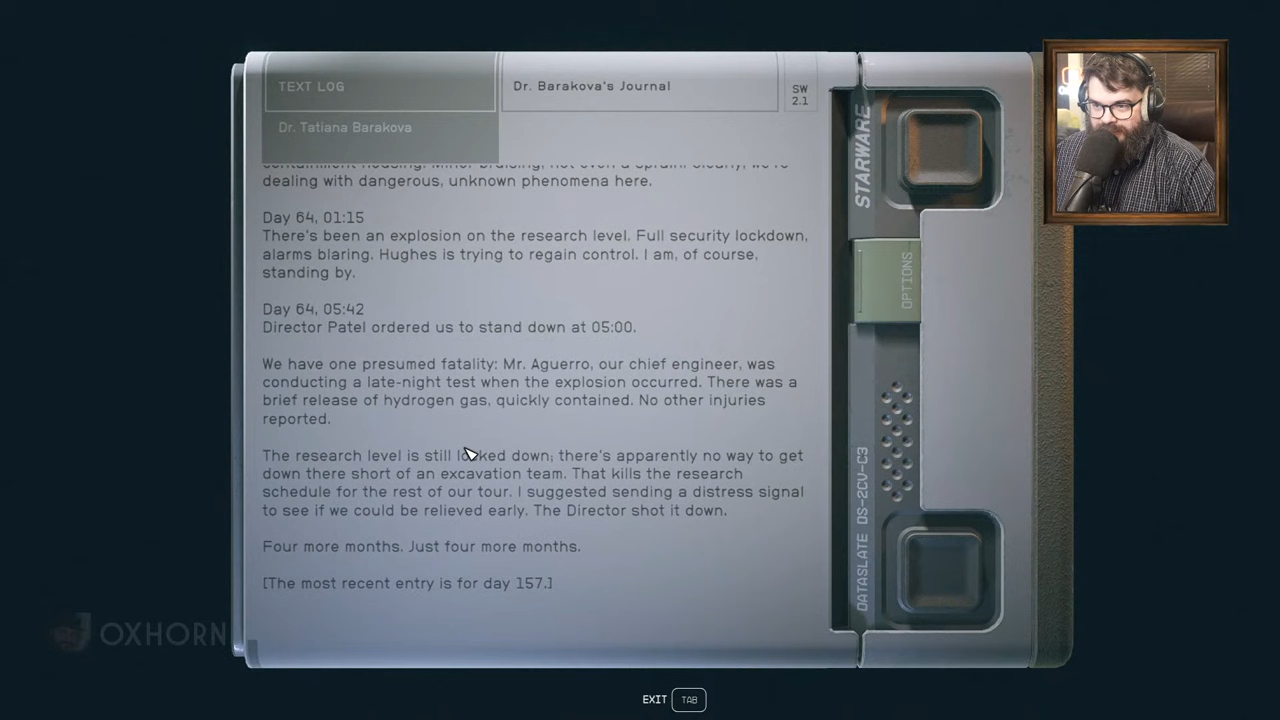 TEXT LOG
Dr. Barakova's Journal
SW
2.1
Dr. Tatiana Barakova
dealing with dangerous, unknown phenomena here.
Day 64, 01:15
There's been an explosion on the research level. Full security lockdown,
alarms blaring. Hughes is trying to regain control. I am, of course,
standing by.
Day 64, 05:42
Director Patel ordered us to stand down at 05:00.
We have one presumed fatality: Mr. Aguerro, our chief engineer, was
conducting a late-night test when the explosion occurred. There was a
brief release of hydrogen gas, quickly contained. No other injuries
reported.
The research level is still locked down; there's apparently no way to get
down there short of an excavation team. That kills the research
schedule for the rest of our tour. I suggested sending a distress signal
to see if we could be relieved early. The Director shot it down.
Four more months. Just four more months.
[The most recent entry is for day 157.]
STARWARE
OPTIONS
DATASLATE DS-2CV-C3
OXHORN
EXIT TAB